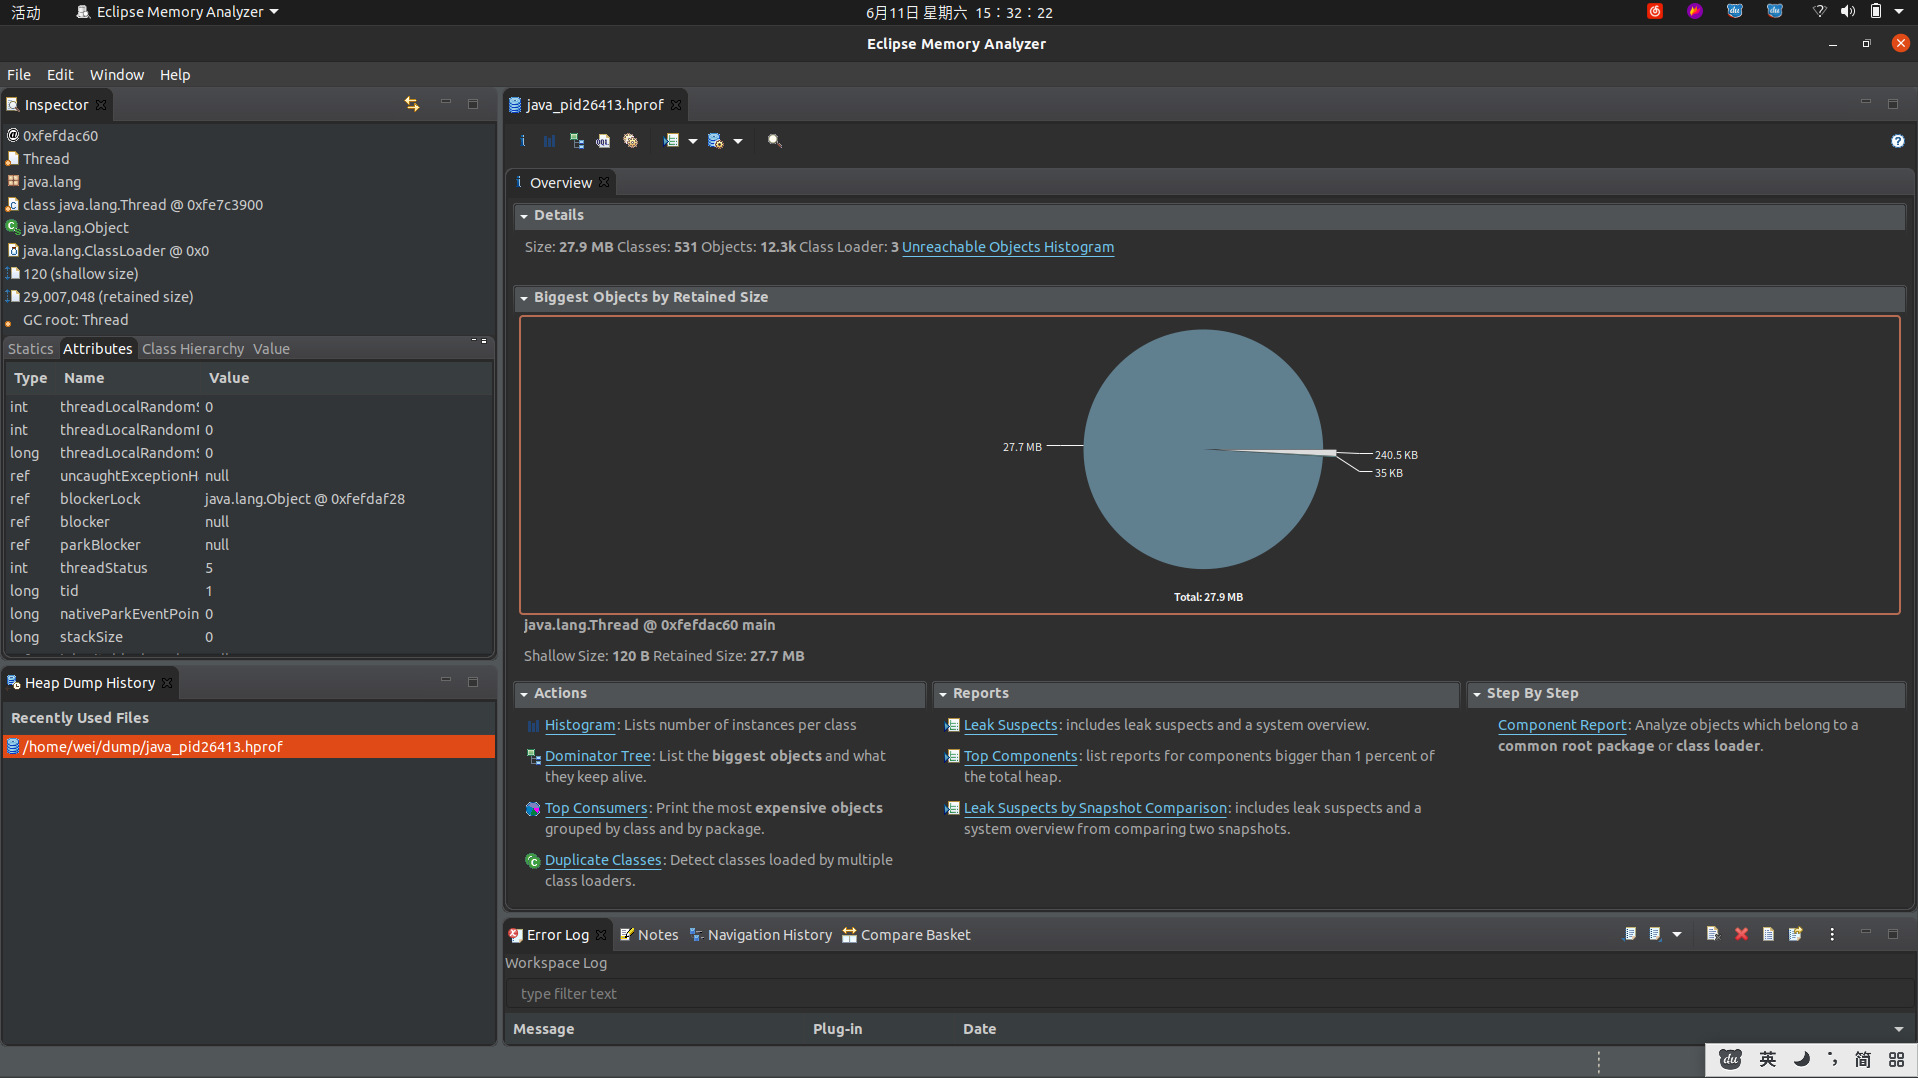 活动
Eclipse Memory Analyzer
6月11日 星期六 15：32：22
Eclipse Memory Analyzer
File Edit Window Help
Inspector
0xfefdac60
Thread
java.lang
class java.lang.Thread @ 0xfe7c3900
java.lang.Object
java.lang.ClassLoader @ 0x0
120 (shallow size)
29,007,048 (retained size)
GC root: Thread
Statics Attributes Class Hierarchy Value
Type Name Value
int threadLocalRandomS 0
int threadLocalRandomI 0
long threadLocalRandomS 0
ref uncaughtExceptionH null
ref blockerLock java.lang.Object @ 0xfefdaf28
ref blocker null
ref parkBlocker null
int threadStatus 5
long tid 1
long nativeParkEventPoin 0
long stackSize 0
Heap Dump History
Recently Used Files
/home/wei/dump/java_pid26413.hprof
java_pid26413.hprof
Overview
Details
Size: 27.9 MB Classes: 531 Objects: 12.3k Class Loader: 3 Unreachable Objects Histogram
Biggest Objects by Retained Size
27.7 MB
240.5 KB
35 KB
Total: 27.9 MB
java.lang.Thread @ 0xfefdac60 main
Shallow Size: 120 B Retained Size: 27.7 MB
Actions
Histogram: Lists number of instances per class
Dominator Tree: List the biggest objects and what
they keep alive.
Top Consumers: Print the most expensive objects
grouped by class and by package.
Duplicate Classes: Detect classes loaded by multiple
class loaders.
Reports
Leak Suspects: includes leak suspects and a system overview.
Top Components: list reports for components bigger than 1 percent of
the total heap.
Leak Suspects by Snapshot Comparison: includes leak suspects and a
system overview from comparing two snapshots.
Step By Step
Component Report: Analyze objects which belong to a
common root package or class loader.
Error Log Notes Navigation History Compare Basket
Workspace Log
type filter text
Message Plug-in Date
du 英 简